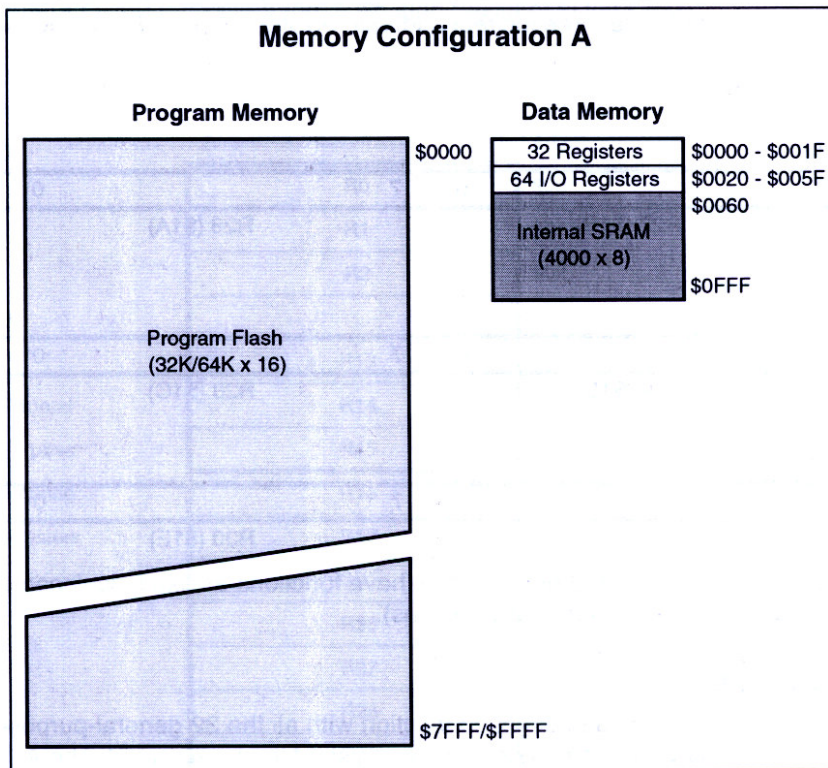 Memory Configuration A
Program Memory
Data Memory
$0000
32 Registers
$0000 - $001F
64 I/O Registers
$0020 - $005F
$0060
Internal SRAM
(4000 x 8)
$0FFF
Program Flash
(32K/64K x 16)
$7FFF/$FFFF